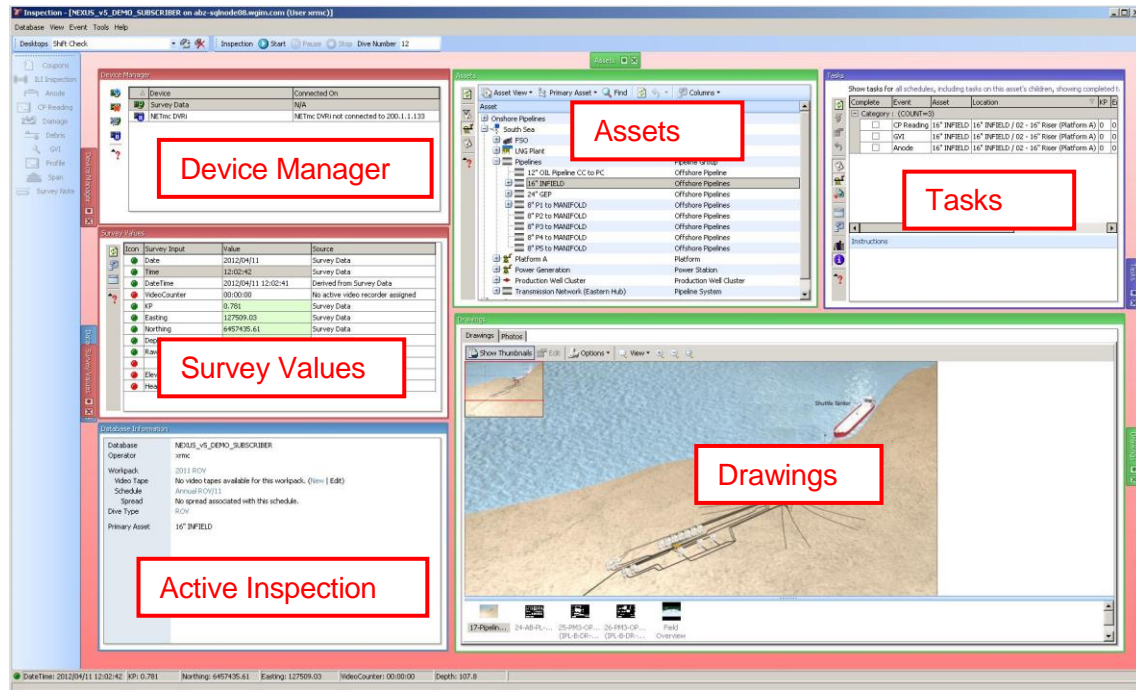 Inspection - [NEXUS_v5_DEMO_SUBSCRIBER on abz-sqlnode08.wgim.com (User xrmc)]
Database View Event Tools Help
Desktops Shift Check Inspection Start Pause Stop Dive Number 12
Coupons
ILI Inspection
Anode
CP Reading
Damage
Debris
GVI
Profile
Span
Survey Note
Device Manager
Device Connected On
Survey Data N/A
NETmc DVRi NETmc DVRi not connected to 200.1.1.133
Device Manager
Device Manager
Survey Values
Icon Survey Input Value Source
Date 2012/04/11 Survey Data
Time 12:02:42 Survey Data
DateTime 2012/04/11 12:02:41 Derived from Survey Data
VideoCounter 00:00:00 No active video recorder assigned
KP 0.781 Survey Data
Easting 127509.03 Survey Data
Northing 6457435.61 Survey Data
Survey Values
Survey Values
Database Information
Database NEXUS_v5_DEMO_SUBSCRIBER
Operator xrmc
Workpack 2011 ROV
Video Tape No video tapes available for this workpack. (New | Edit)
Schedule Annual ROV/11
Spread No spread associated with this schedule.
Dive Type ROV
Primary Asset 16" INFIELD
Active Inspection
Assets
Assets
Asset View Primary Asset Find Columns
Asset
Onshore Pipelines
South Sea
FSO
LNG Plant
Pipelines Pipeline Group
12" OIL Pipeline CC to PC Offshore Pipeline
16" INFIELD Offshore Pipelines
24" GEP Offshore Pipelines
8" P1 to MANIFOLD Offshore Pipelines
8" P2 to MANIFOLD Offshore Pipelines
8" P3 to MANIFOLD Offshore Pipelines
8" P4 to MANIFOLD Offshore Pipelines
8" P5 to MANIFOLD Offshore Pipelines
Platform A Platform
Power Generation Power Station
Production Well Cluster Production Well Cluster
Transmission Network (Eastern Hub) Pipeline System
Assets
Tasks
Show tasks for all schedules, including tasks on this asset's children, showing completed
Complete Event Asset Location KP
Category : (COUNT=3)
CP Reading 16" INFIELD 16" INFIELD / 02 - 16" Riser (Platform A) 0 0
GVI 16" INFIELD 16" INFIELD / 02 - 16" Riser (Platform A) 0 0
Anode 16" INFIELD 16" INFIELD / 02 - 16" Riser (Platform A) 0 0
Tasks
Instructions
Tasks
Drawings
Drawings Photos
Show Thumbnails Edit Options View
Shuttle Tanker
Drawings
Drawings
17-Pipelin... 24-AB-PL-... 25-PM3-OP... 26-PM3-OP... Field
(IPL-B-DR-... (IPL-B-DR-... Overview
DateTime: 2012/04/11 12:02:42 KP: 0.781 Northing: 6457435.61 Easting: 127509.03 VideoCounter: 00:00:00 Depth: 107.8